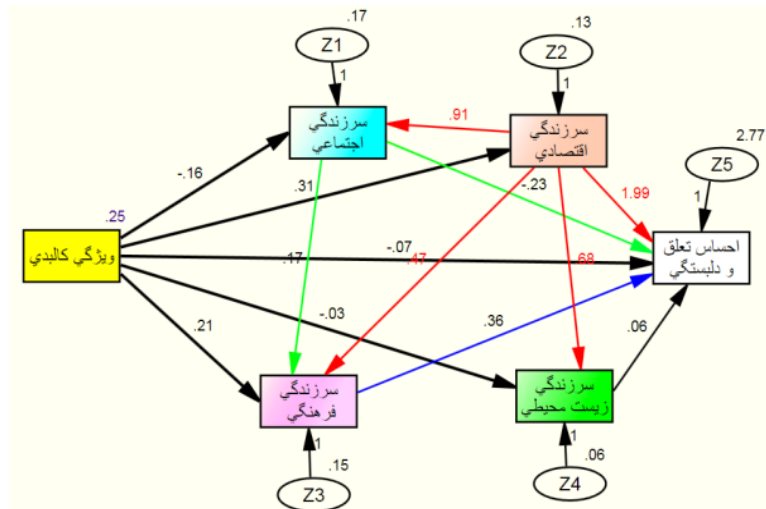 .17
Z1
1
.13
Z2
1
سرزندگي
اجتماعي
.91
سرزندگي
اقتصادي
2.77
Z5
1
-.16
.31
-.23
1.99
.25
ويژگي كالبدي
.17
.47
-.07
.68
احساس تعلق
و دلبستگي
.21
-.03
.36
.06
سرزندگي
فرهنگي
سرزندگي
زيست محيطي
1
.15
Z3
1
.06
Z4